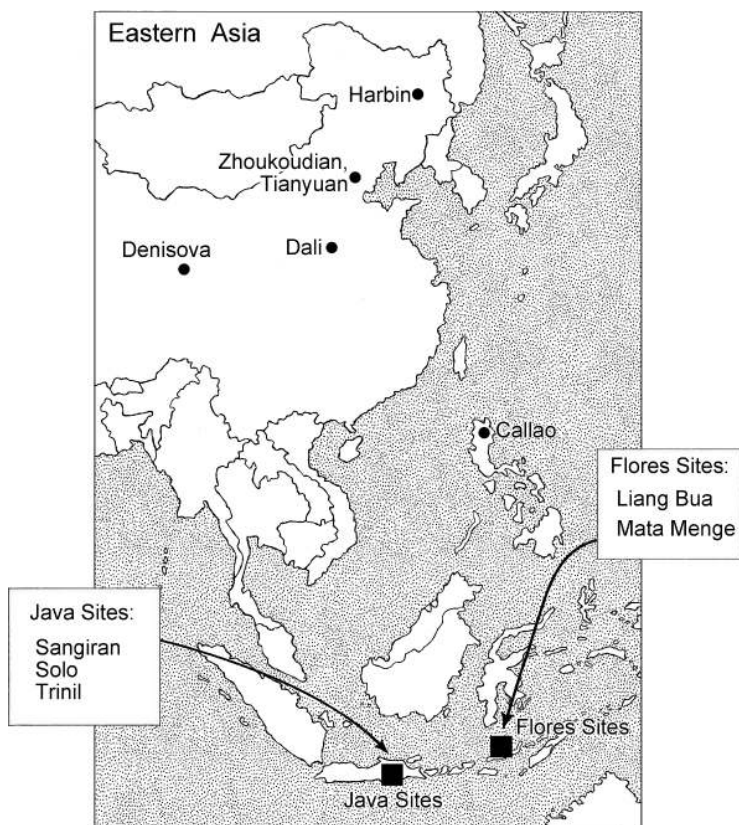 Eastern Asia
Harbin
Zhoukoudian,
Tianyuan
Denisova
Dali
Callao
Flores Sites:
Liang Bua
Mata Menge
Java Sites:
Sangiran
Solo
Trinil
Flores Sites
Java Sites